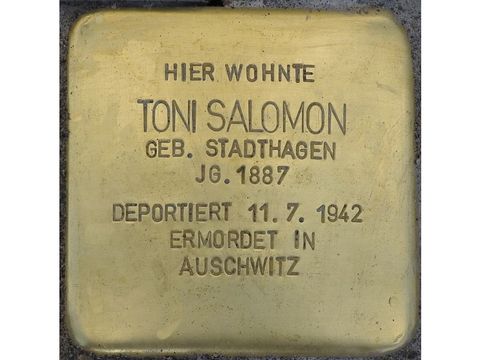 HIER WOHNTE
TONI SALOMON
GEB. STADTHAGEN
JG. 1887
DEPORTIERT 11. 7. 1942
ERMORDET IN
AUSCHWITZ